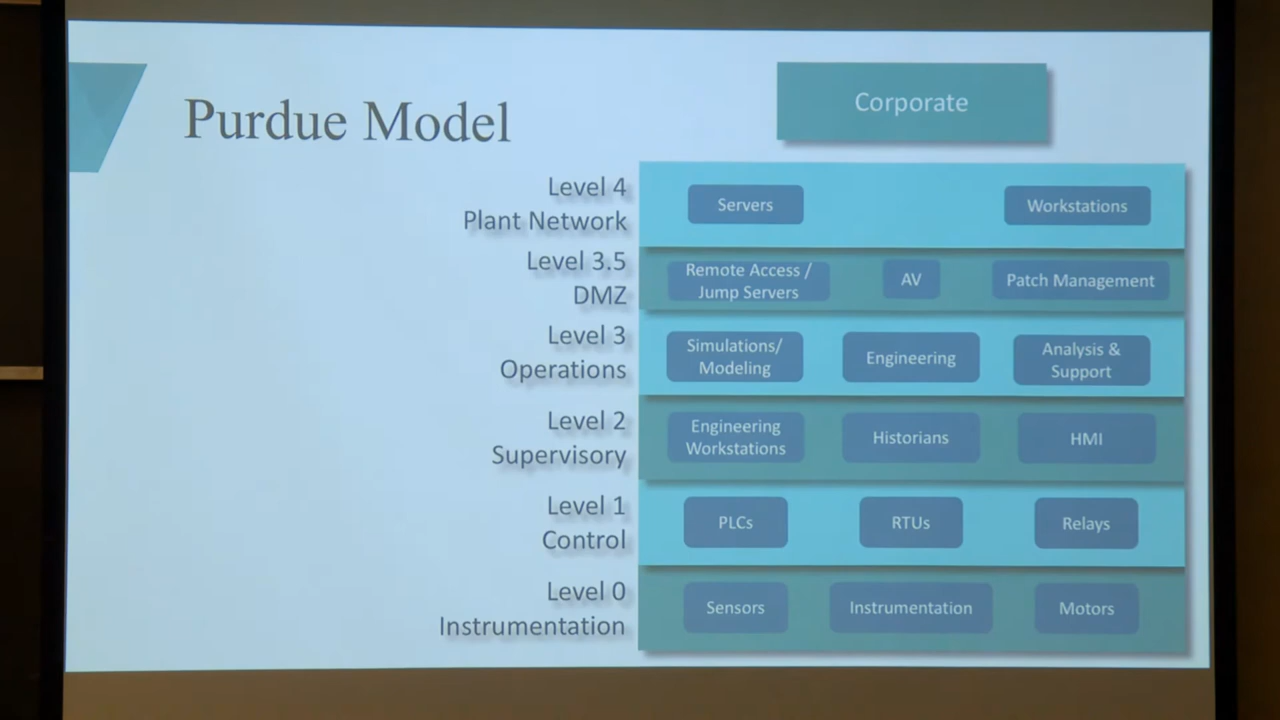 Purdue Model
Corporate
Level 4
Plant Network
Servers
Workstations
Level 3.5
DMZ
Remote Access /
Jump Servers
AV
Patch Management
Level 3
Operations
Simulations/
Modeling
Engineering
Analysis &
Support
Level 2
Supervisory
Engineering
Workstations
Historians
HMI
Level 1
Control
PLCs
RTUs
Relays
Level 0
Instrumentation
Sensors
Instrumentation
Motors